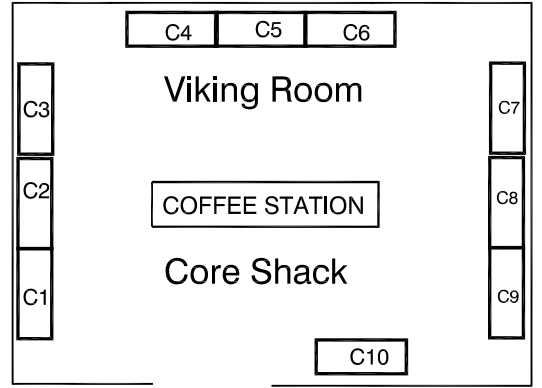 C4 C5 C6
Viking Room
C3 C7
C2 C8
COFFEE STATION
Core Shack
C1 C9
C10